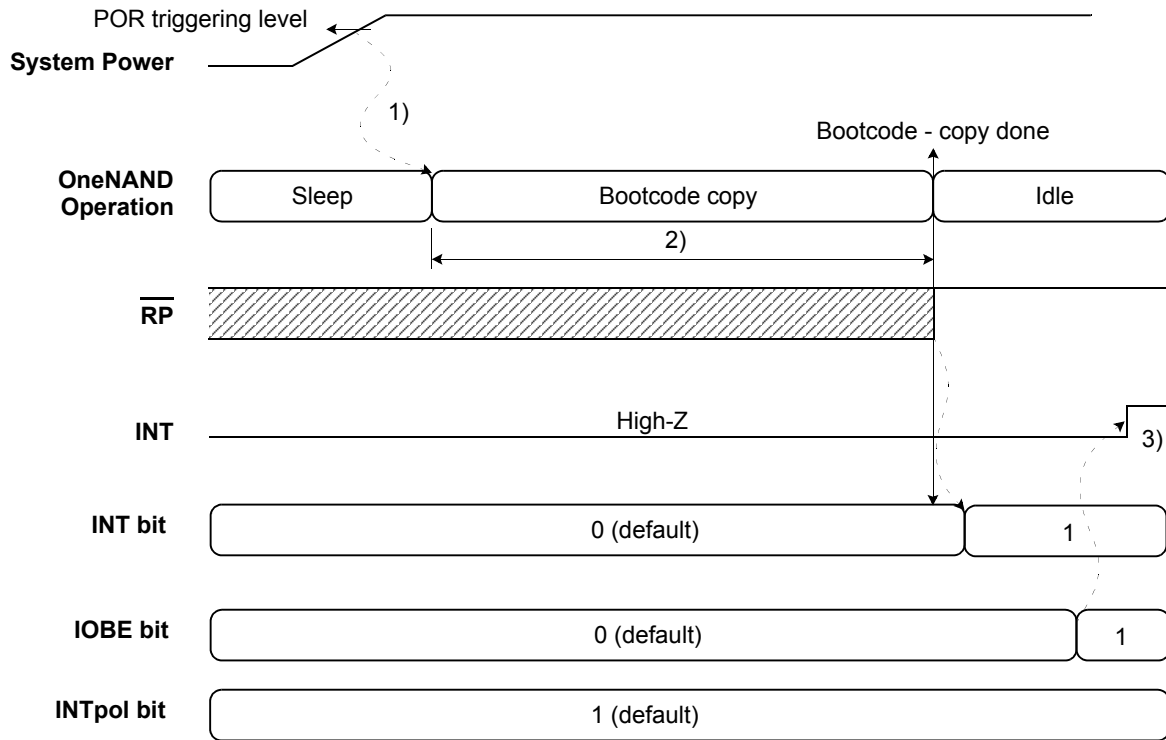 POR triggering level
System Power
1)
Bootcode - copy done
OneNAND
Operation
Sleep
Bootcode copy
Idle
2)
RP
High-Z
INT
3)
INT bit
0 (default)
1
IOBE bit
0 (default)
1
INTpol bit
1 (default)